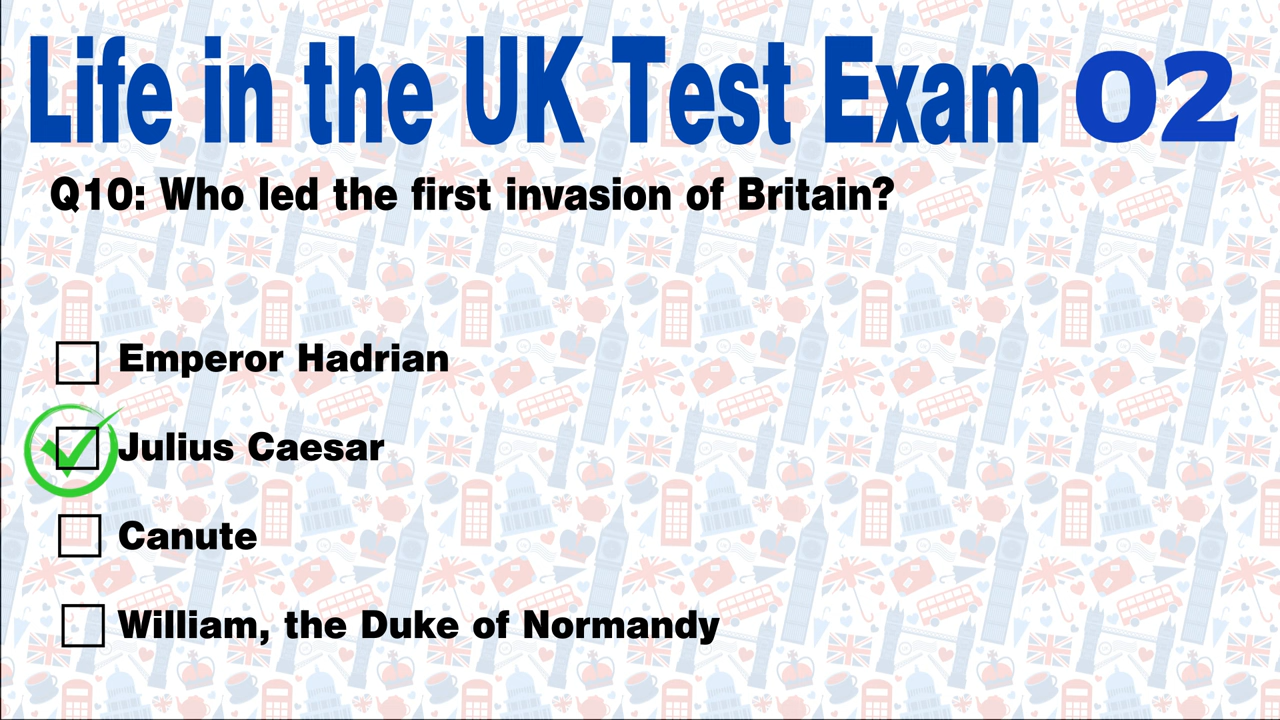 Life in the UK Test Exam 02
Q10: Who led the first invasion of Britain?
Emperor Hadrian
Julius Caesar
Canute
William, the Duke of Normandy